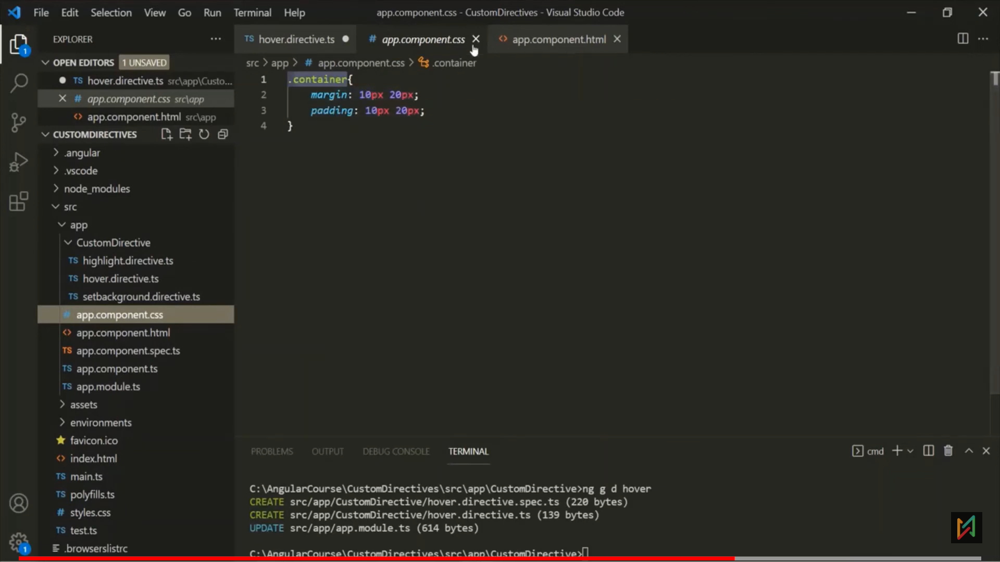 File Edit Selection View Go Run Terminal Help
app.component.css - CustomDirectives - Visual Studio Code
EXPLORER
TS hover.directive.ts
# app.component.css
<> app.component.html
OPEN EDITORS 1 UNSAVED
TS hover.directive.ts src\app\Custo...
# app.component.css src\app
<> app.component.html src\app
CUSTOMDIRECTIVES
.angular
.vscode
node_modules
src
app
CustomDirective
TS highlight.directive.ts
TS hover.directive.ts
TS setbackground.directive.ts
# app.component.css
<> app.component.html
TS app.component.spec.ts
TS app.component.ts
TS app.module.ts
assets
environments
favicon.ico
<> index.html
TS main.ts
TS polyfills.ts
# styles.css
TS test.ts
.browserslistrc
1
1
src > app > # app.component.css > .container
1 .container{
2 margin: 10px 20px;
3 padding: 10px 20px;
4 }
PROBLEMS OUTPUT DEBUG CONSOLE TERMINAL
cmd
C:\AngularCourse\CustomDirectives\src\app\CustomDirective>ng g d hover
CREATE src/app/CustomDirective/hover.directive.spec.ts (220 bytes)
CREATE src/app/CustomDirective/hover.directive.ts (139 bytes)
UPDATE src/app/app.module.ts (614 bytes)
C:\AngularCourse\CustomDirectives\src\app\CustomDirective>